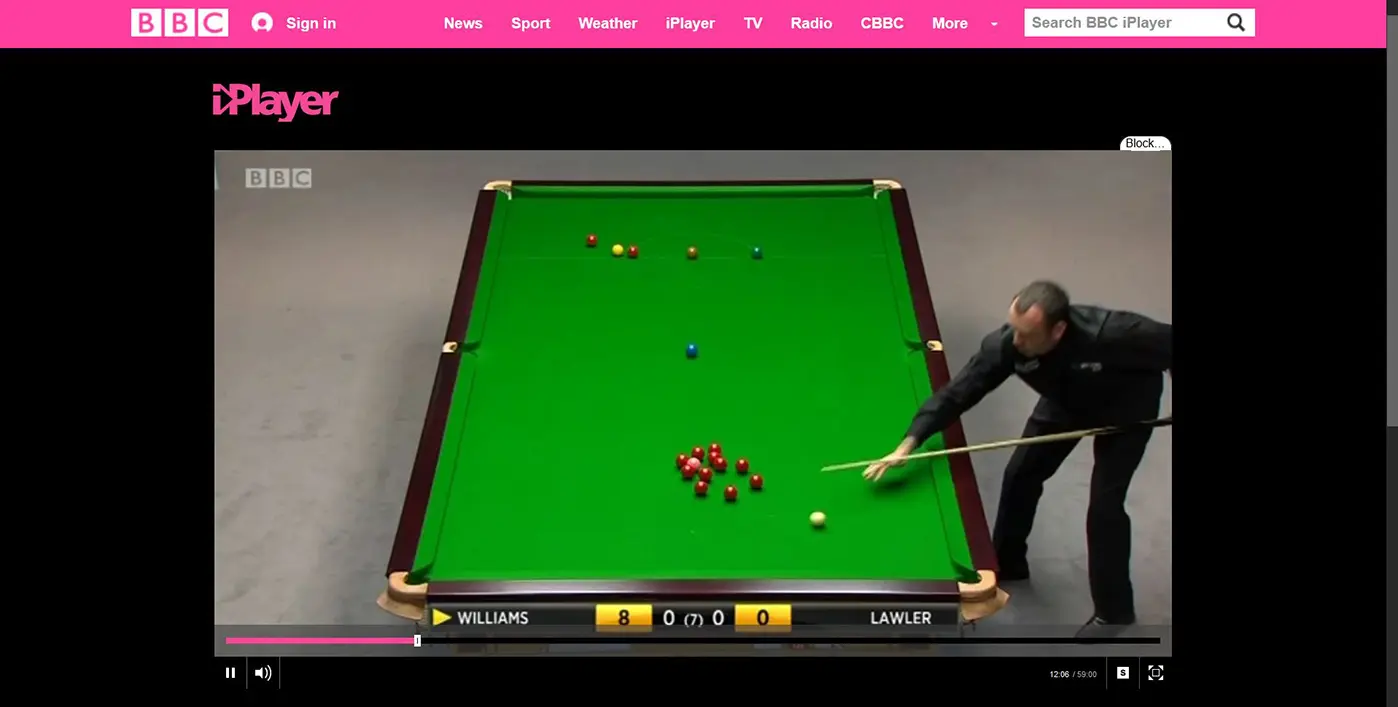 BBC Sign in News Sport Weather iPlayer TV Radio CBBC More Search BBC iPlayer
iPlayer
Block...
BBC
WILLIAMS 8 0 (7) 0 0 LAWLER
12:06 / 59:00 S